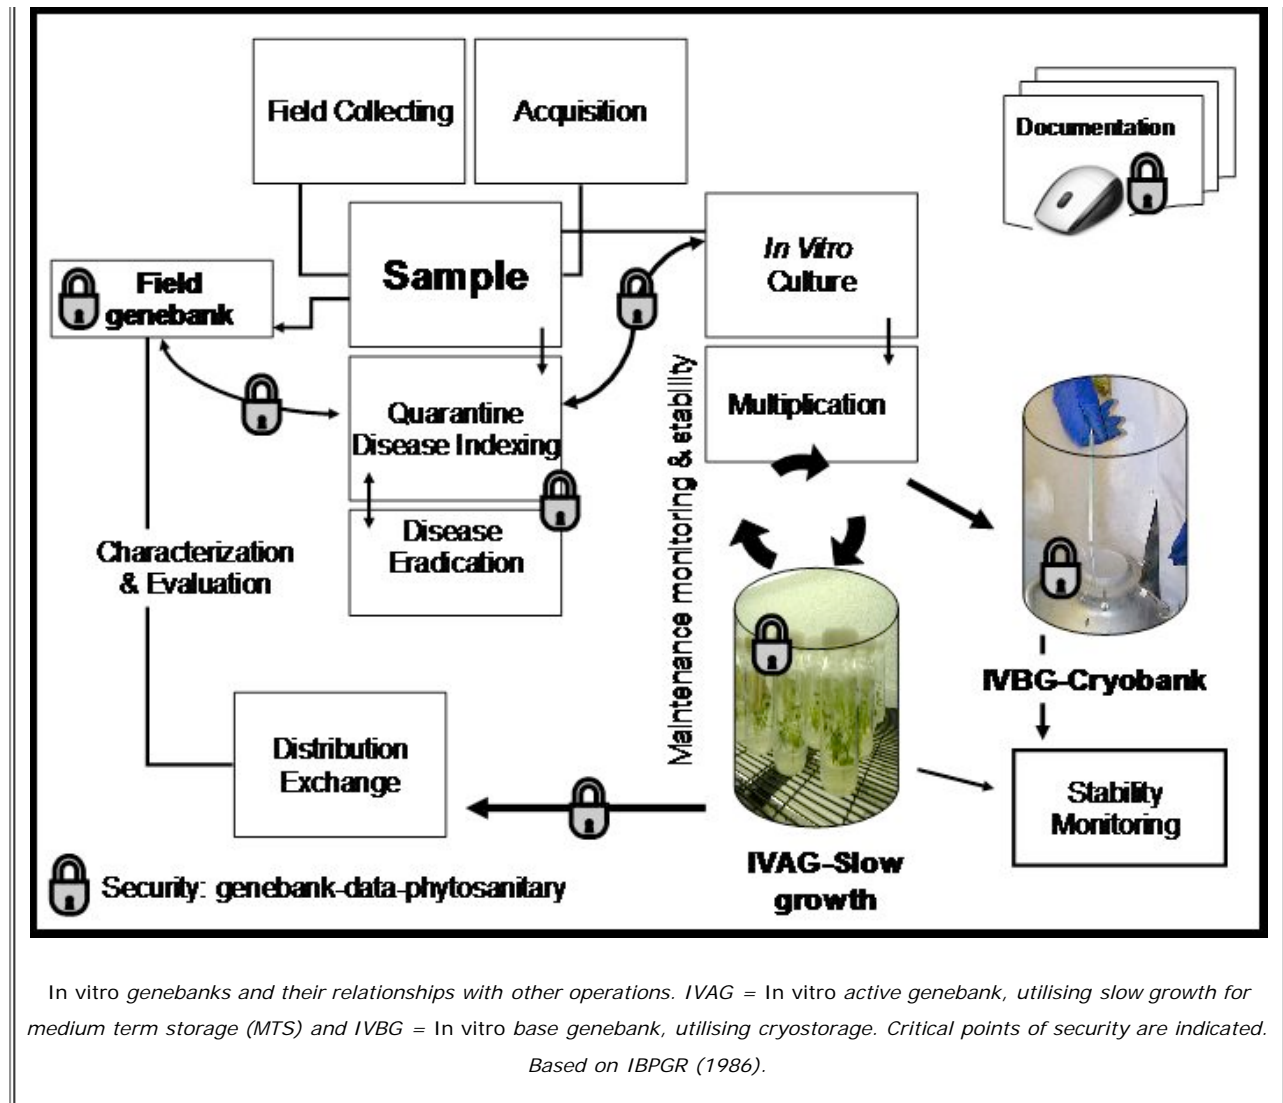 Field Collecting
Acquisition
Documentation
Sample
In Vitro
Culture
Field
genebank
Quarantine
Disease Indexing
Multiplication
Maintenance monitoring & stability
Disease
Eradication
Characterization
& Evaluation
IVBG-Cryobank
Distribution
Exchange
Stability
Monitoring
IVAG-Slow
growth
Security: genebank-data-phytosanitary
In vitro genebanks and their relationships with other operations. IVAG = In vitro active genebank, utilising slow growth for
medium term storage (MTS) and IVBG = In vitro base genebank, utilising cryostorage. Critical points of security are indicated.
Based on IBPGR (1986).